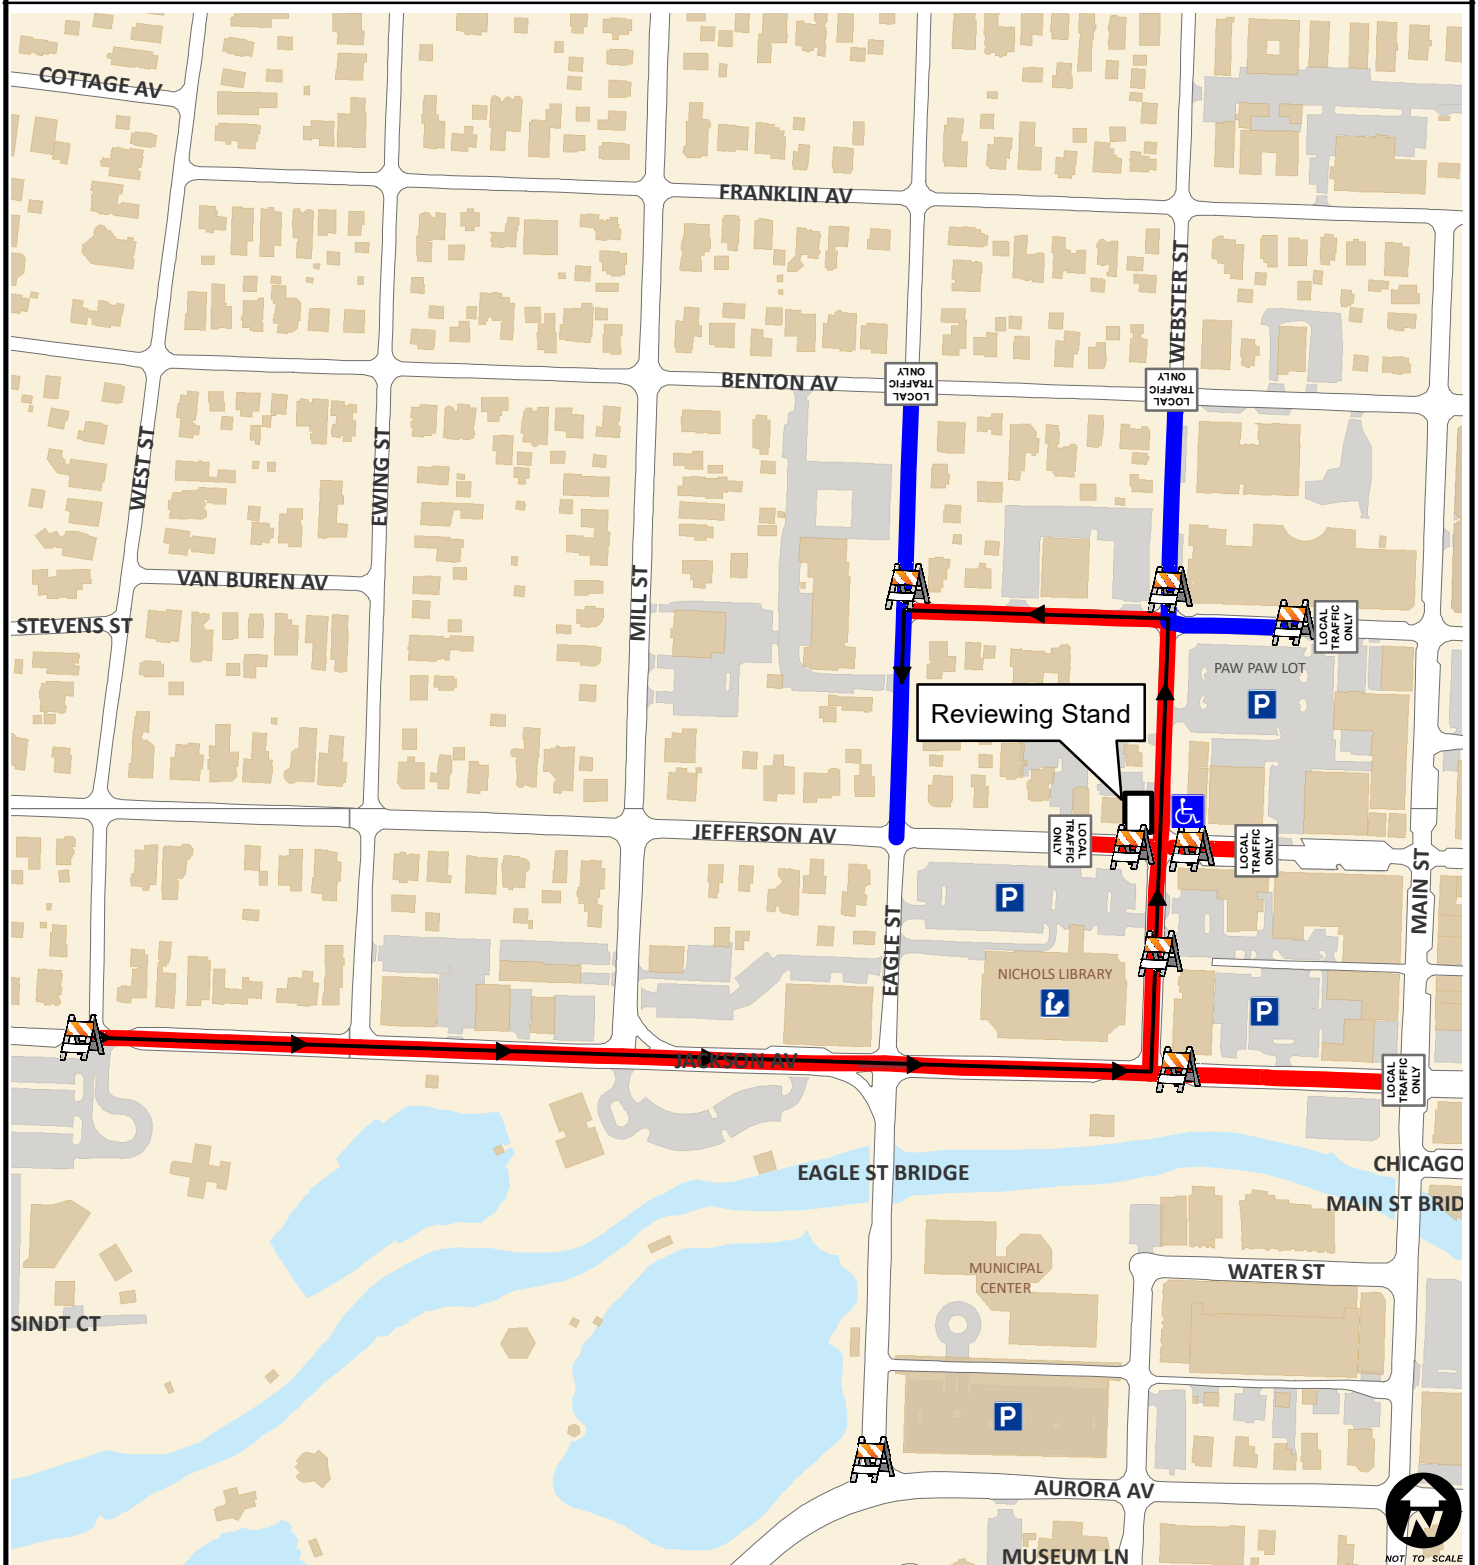 COTTAGE AV
FRANKLIN AV
WEBSTER ST
BENTON AV
LOCAL
TRAFFIC
ONLY
LOCAL
TRAFFIC
ONLY
WEST ST
EWING ST
VAN BUREN AV
MILL ST
STEVENS ST
LOCAL
TRAFFIC
ONLY
PAW PAW LOT
P
Reviewing Stand
JEFFERSON AV
LOCAL
TRAFFIC
ONLY
LOCAL
TRAFFIC
ONLY
MAIN ST
P
EAGLE ST
NICHOLS LIBRARY
P
JACKSON AV
LOCAL
TRAFFIC
ONLY
EAGLE ST BRIDGE
CHICAGO
MAIN ST BRID
MUNICIPAL
CENTER
WATER ST
SINDT CT
P
AURORA AV
N
MUSEUM LN
NOT TO SCALE